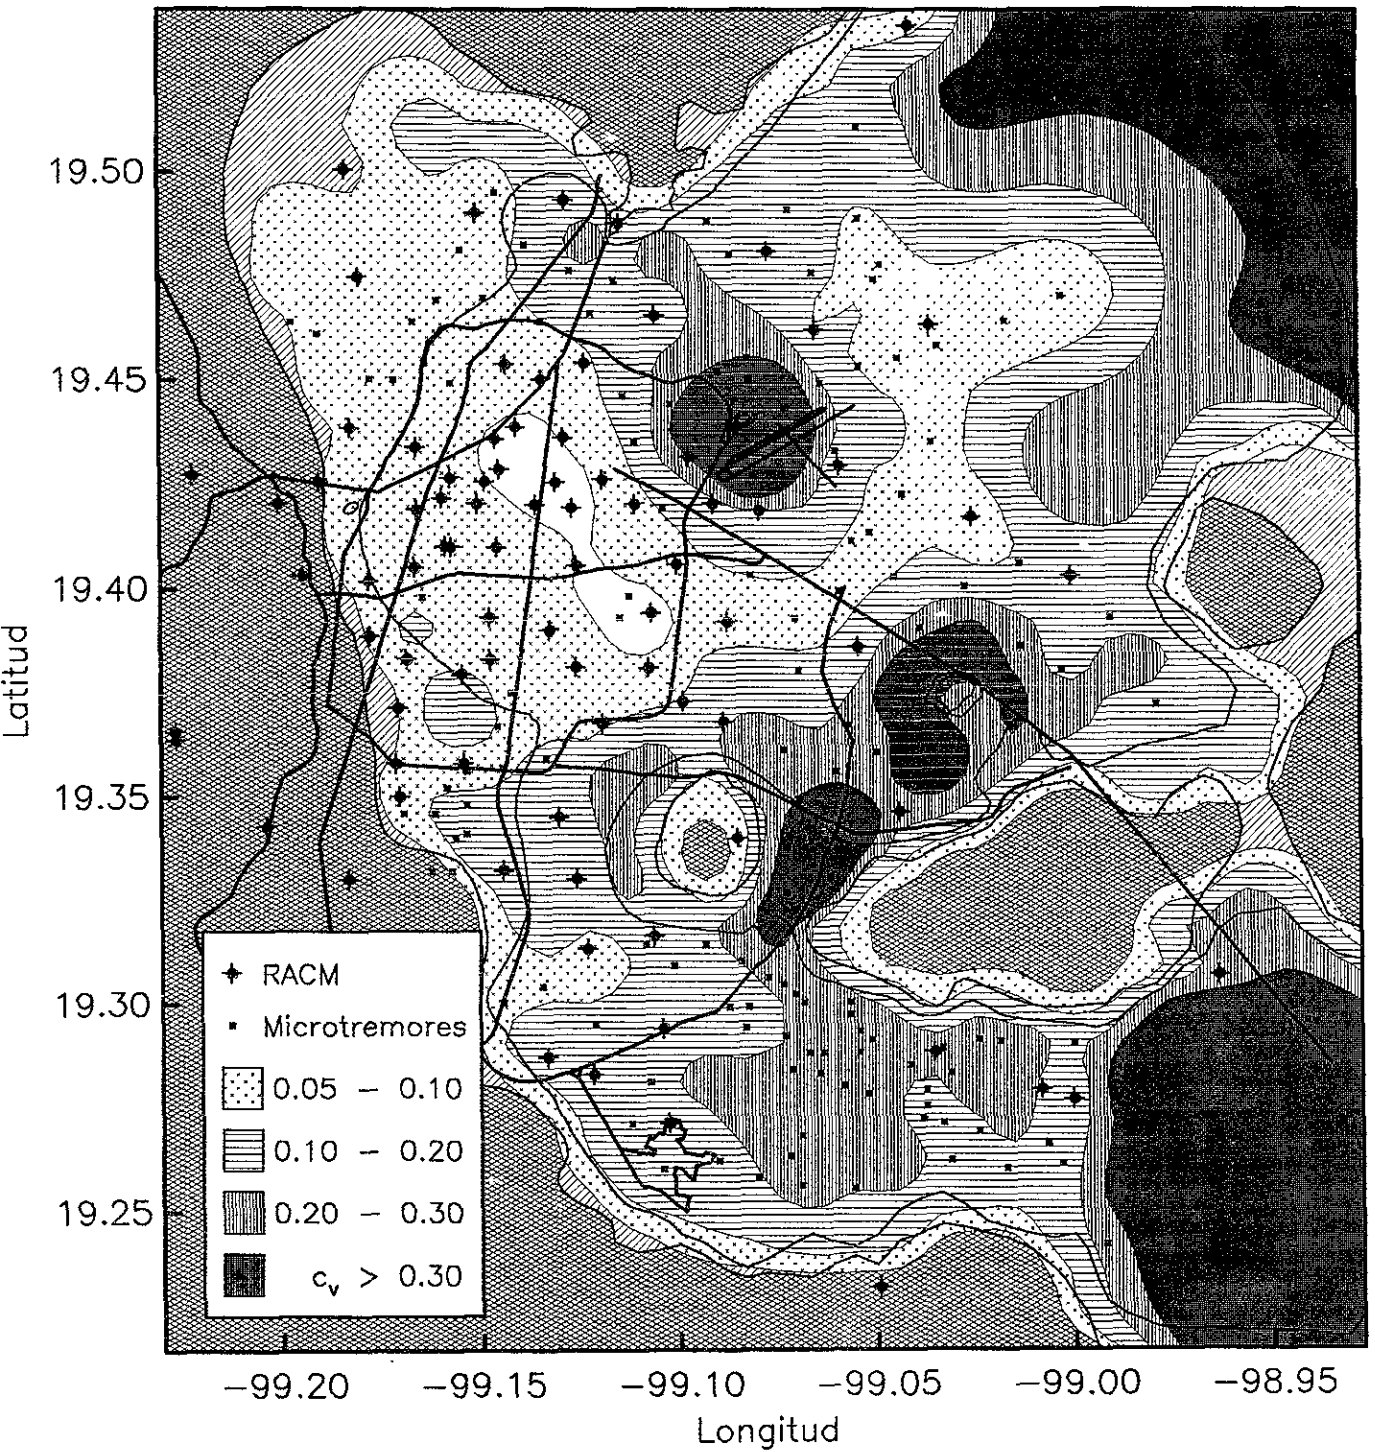 19.50
19.45
19.40
19.35
19.30
19.25
Latitud
RACM
Microtremores
0.05 – 0.10
0.10 – 0.20
0.20 – 0.30
cᵥ > 0.30
−99.20 −99.15 −99.10 −99.05 −99.00 −98.95
Longitud